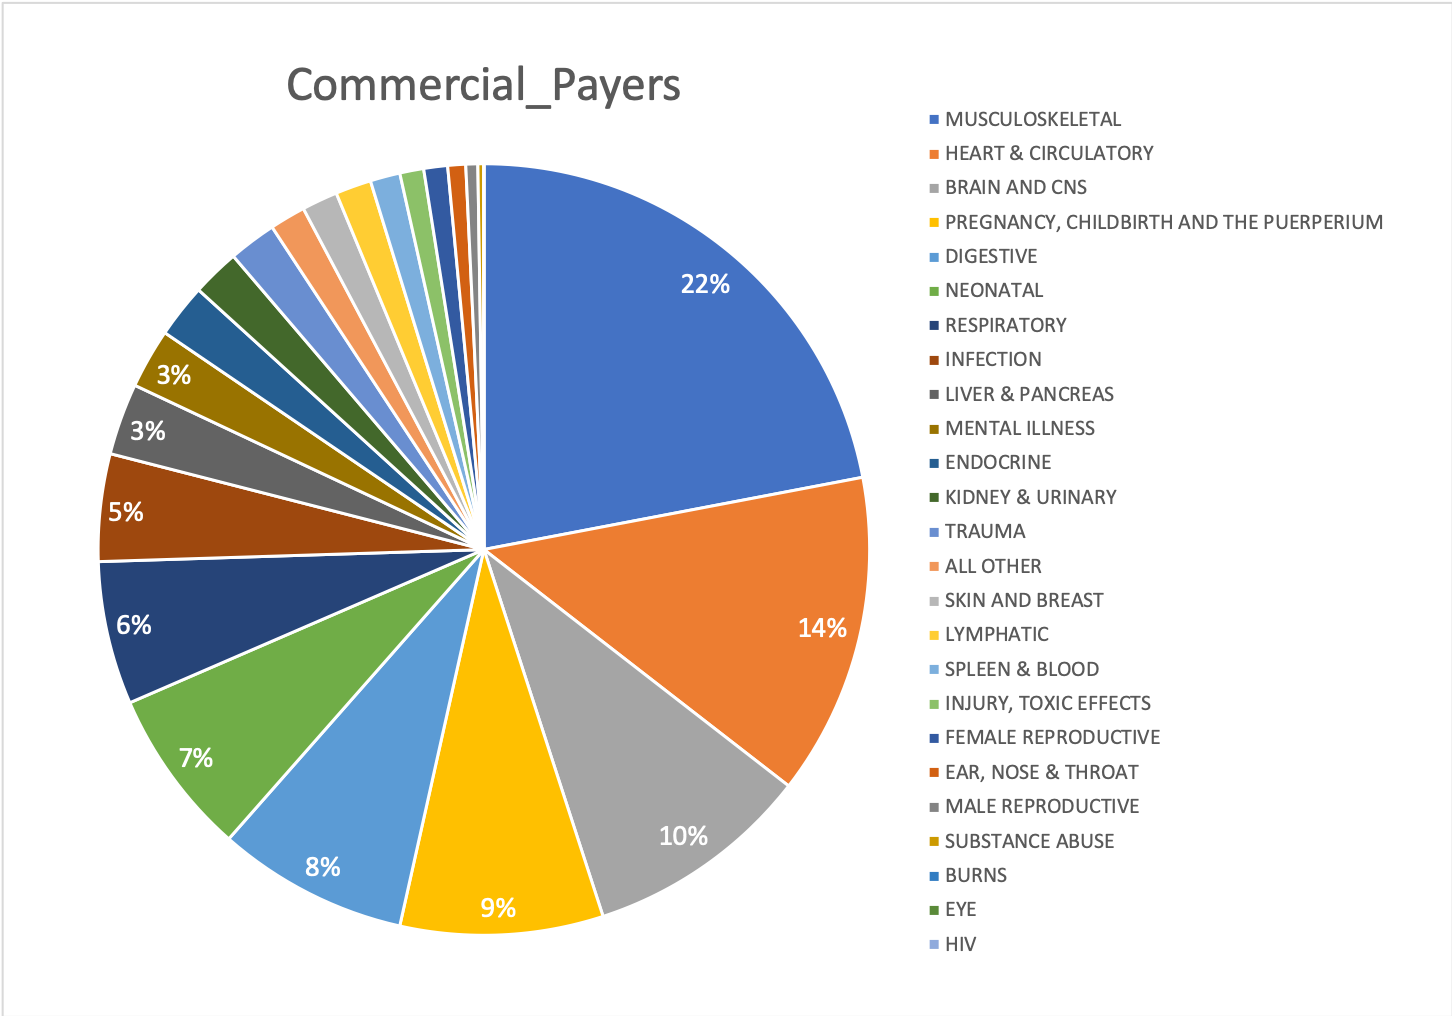 Commercial_Payers
22%
14%
10%
9%
8%
7%
6%
5%
3%
3%
MUSCULOSKELETAL
HEART & CIRCULATORY
BRAIN AND CNS
PREGNANCY, CHILDBIRTH AND THE PUERPERIUM
DIGESTIVE
NEONATAL
RESPIRATORY
INFECTION
LIVER & PANCREAS
MENTAL ILLNESS
ENDOCRINE
KIDNEY & URINARY
TRAUMA
ALL OTHER
SKIN AND BREAST
LYMPHATIC
SPLEEN & BLOOD
INJURY, TOXIC EFFECTS
FEMALE REPRODUCTIVE
EAR, NOSE & THROAT
MALE REPRODUCTIVE
SUBSTANCE ABUSE
BURNS
EYE
HIV